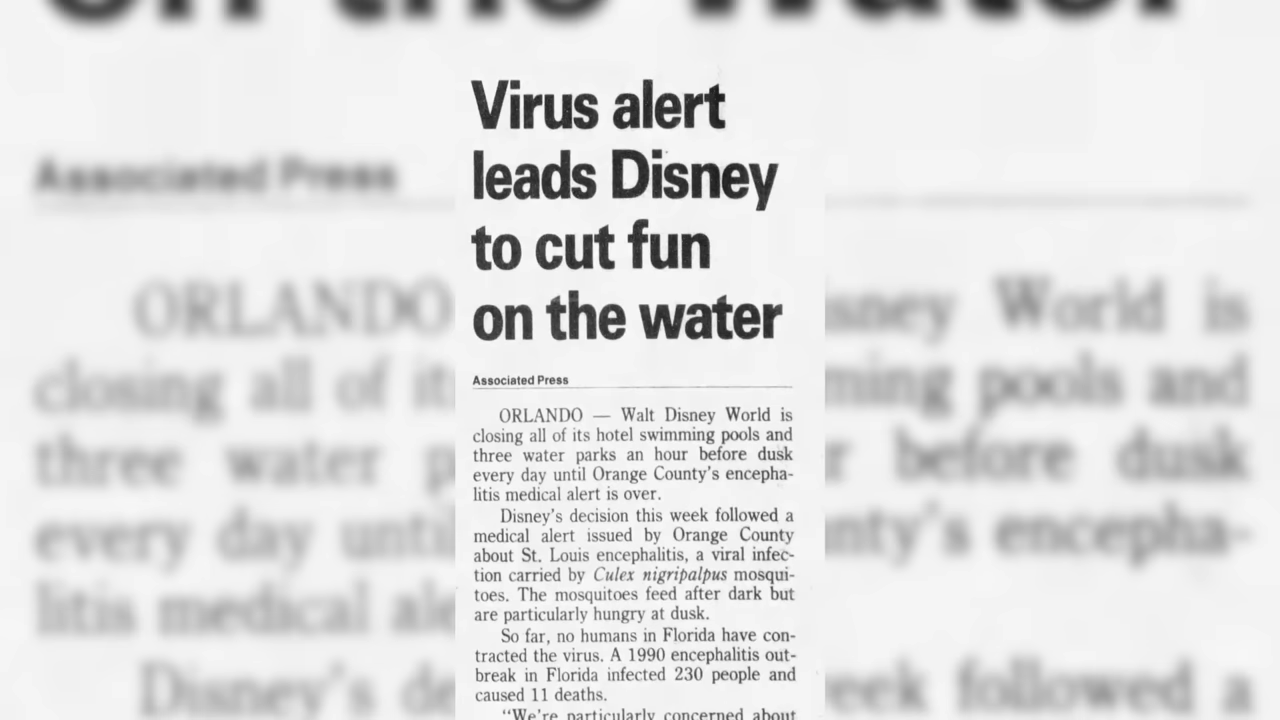 Virus alert
leads Disney
to cut fun
on the water
Associated Press
ORLANDO — Walt Disney World is
closing all of its hotel swimming pools and
three water parks an hour before dusk
every day until Orange County's encepha-
litis medical alert is over.
Disney's decision this week followed a
medical alert issued by Orange County
about St. Louis encephalitis, a viral infec-
tion carried by Culex nigripalpus mosqui-
toes. The mosquitoes feed after dark but
are particularly hungry at dusk.
So far, no humans in Florida have con-
tracted the virus. A 1990 encephalitis out-
break in Florida infected 230 people and
caused 11 deaths.
"We're particularly concerned about